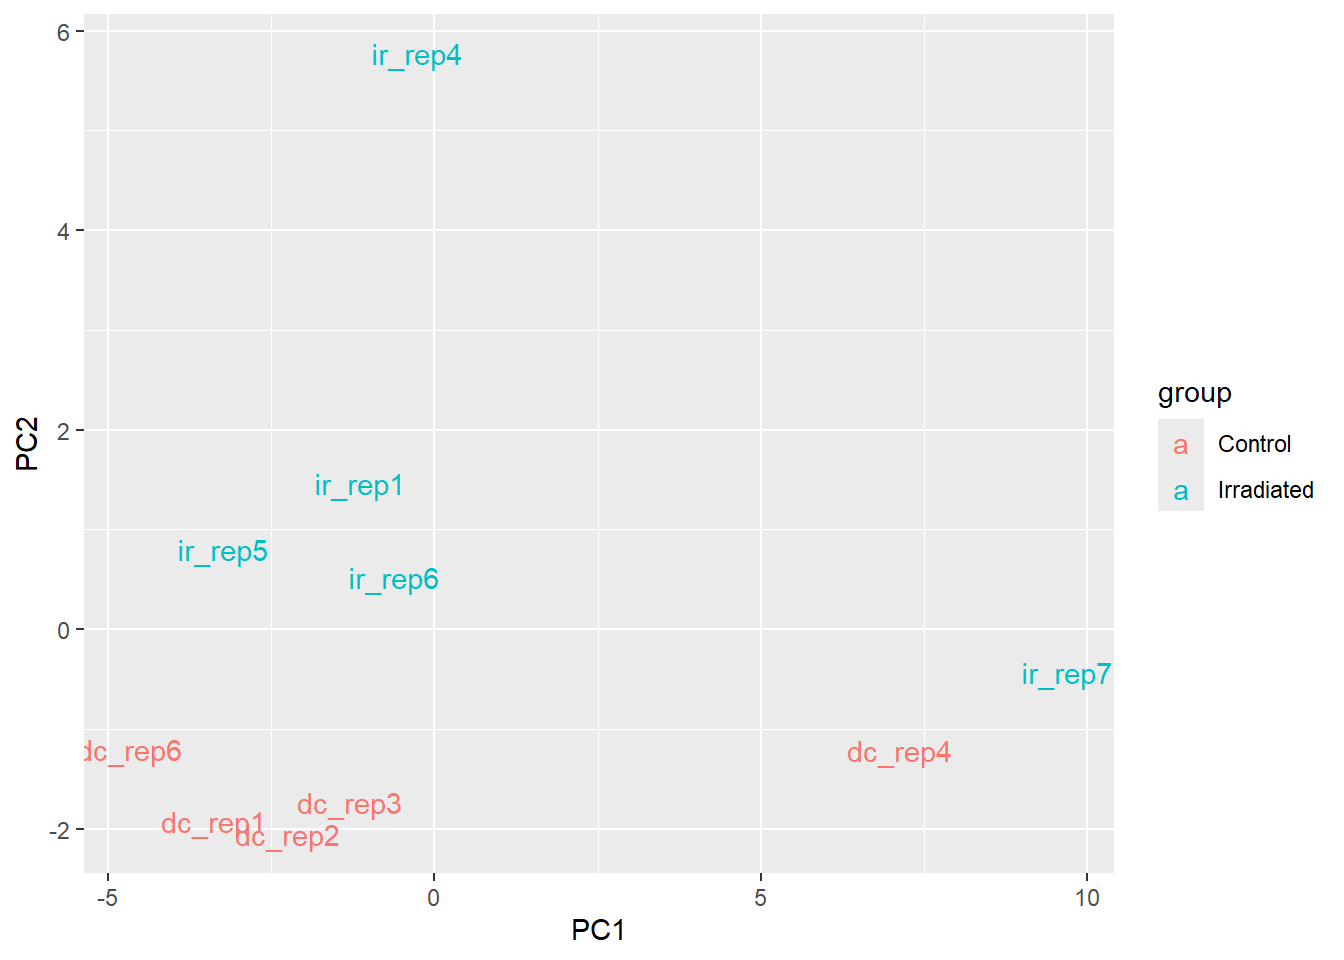 6
ir_rep4
4
2
ir_rep1
ir_rep5
ir_rep6
0
ir_rep7
dc_rep6
dc_rep4
dc_rep3
dc_rep1
dc_rep2
-2
-5 0 5 10
PC1
PC2
group
a Control
a Irradiated